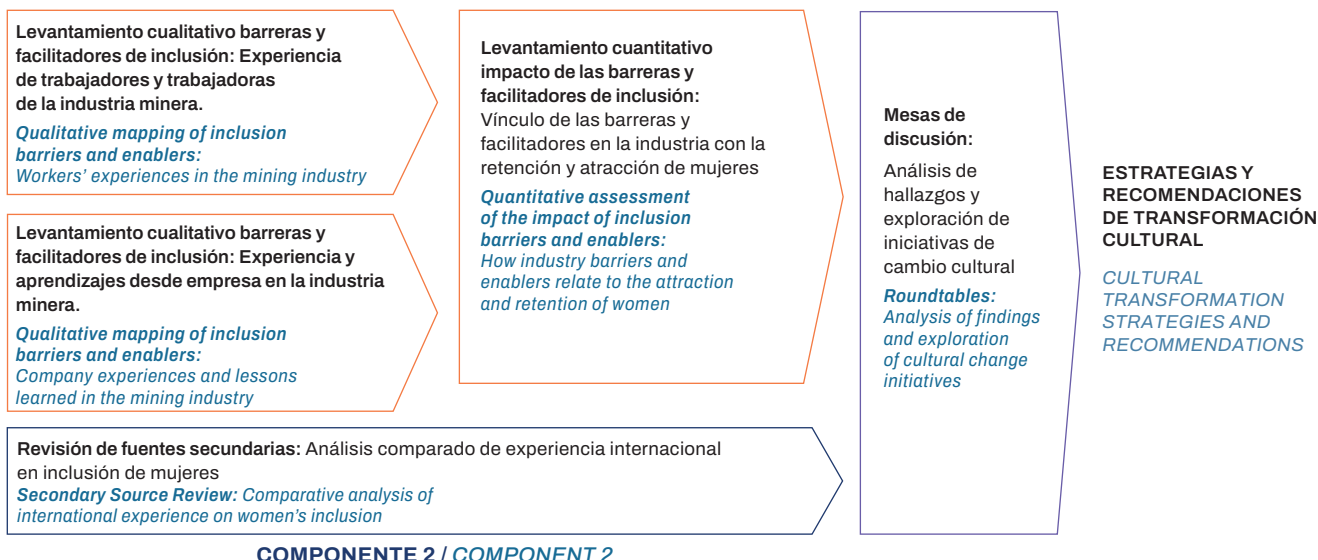 Levantamiento cualitativo barreras y
facilitadores de inclusión: Experiencia
de trabajadores y trabajadoras
de la industria minera.
Qualitative mapping of inclusion
barriers and enablers:
Workers' experiences in the mining industry
Levantamiento cualitativo barreras y
facilitadores de inclusión: Experiencia y
aprendizajes desde empresa en la industria
minera.
Qualitative mapping of inclusion
barriers and enablers:
Company experiences and lessons
learned in the mining industry
Levantamiento cuantitativo
impacto de las barreras y
facilitadores de inclusión:
Vínculo de las barreras y
facilitadores en la industria con la
retención y atracción de mujeres
Quantitative assessment
of the impact of inclusion
barriers and enablers:
How industry barriers and
enablers relate to the attraction
and retention of women
Revisión de fuentes secundarias: Análisis comparado de experiencia internacional
en inclusión de mujeres
Secondary Source Review: Comparative analysis of
international experience on women's inclusion
Mesas de
discusión:
Análisis de
hallazgos y
exploración de
iniciativas de
cambio cultural
Roundtables:
Analysis of findings
and exploration
of cultural change
initiatives
ESTRATEGIAS Y
RECOMENDACIONES
DE TRANSFORMACIÓN
CULTURAL
CULTURAL
TRANSFORMATION
STRATEGIES AND
RECOMMENDATIONS
COMPONENTE 2 / COMPONENT 2